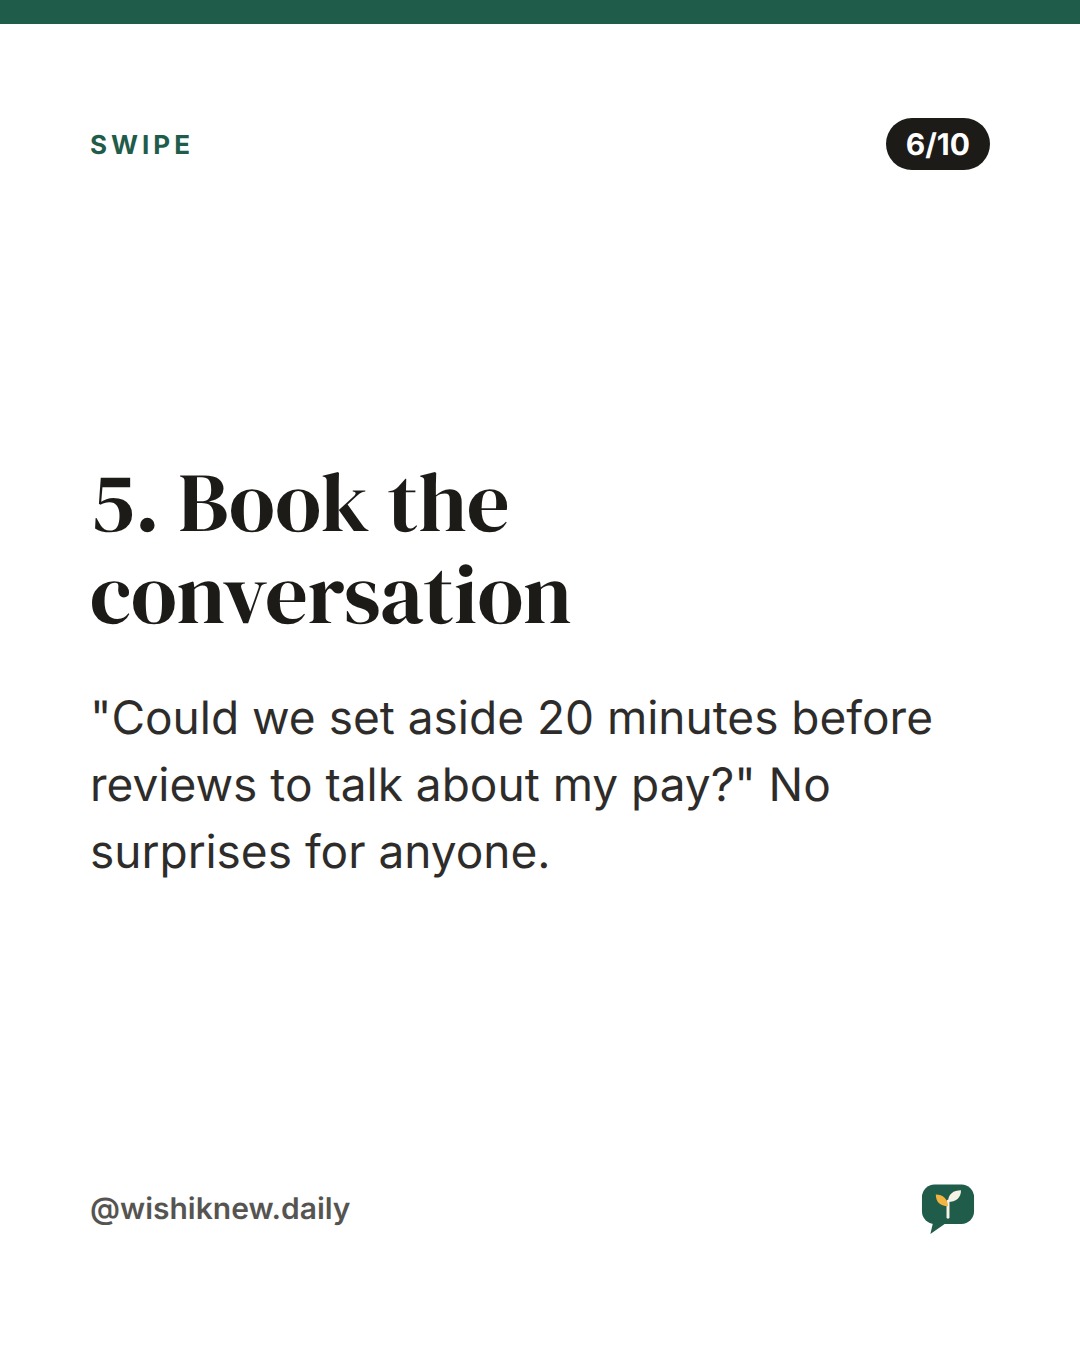 SWIPE
6/10
5. Book the
conversation
"Could we set aside 20 minutes before
reviews to talk about my pay?" No
surprises for anyone.
@wishiknew.daily